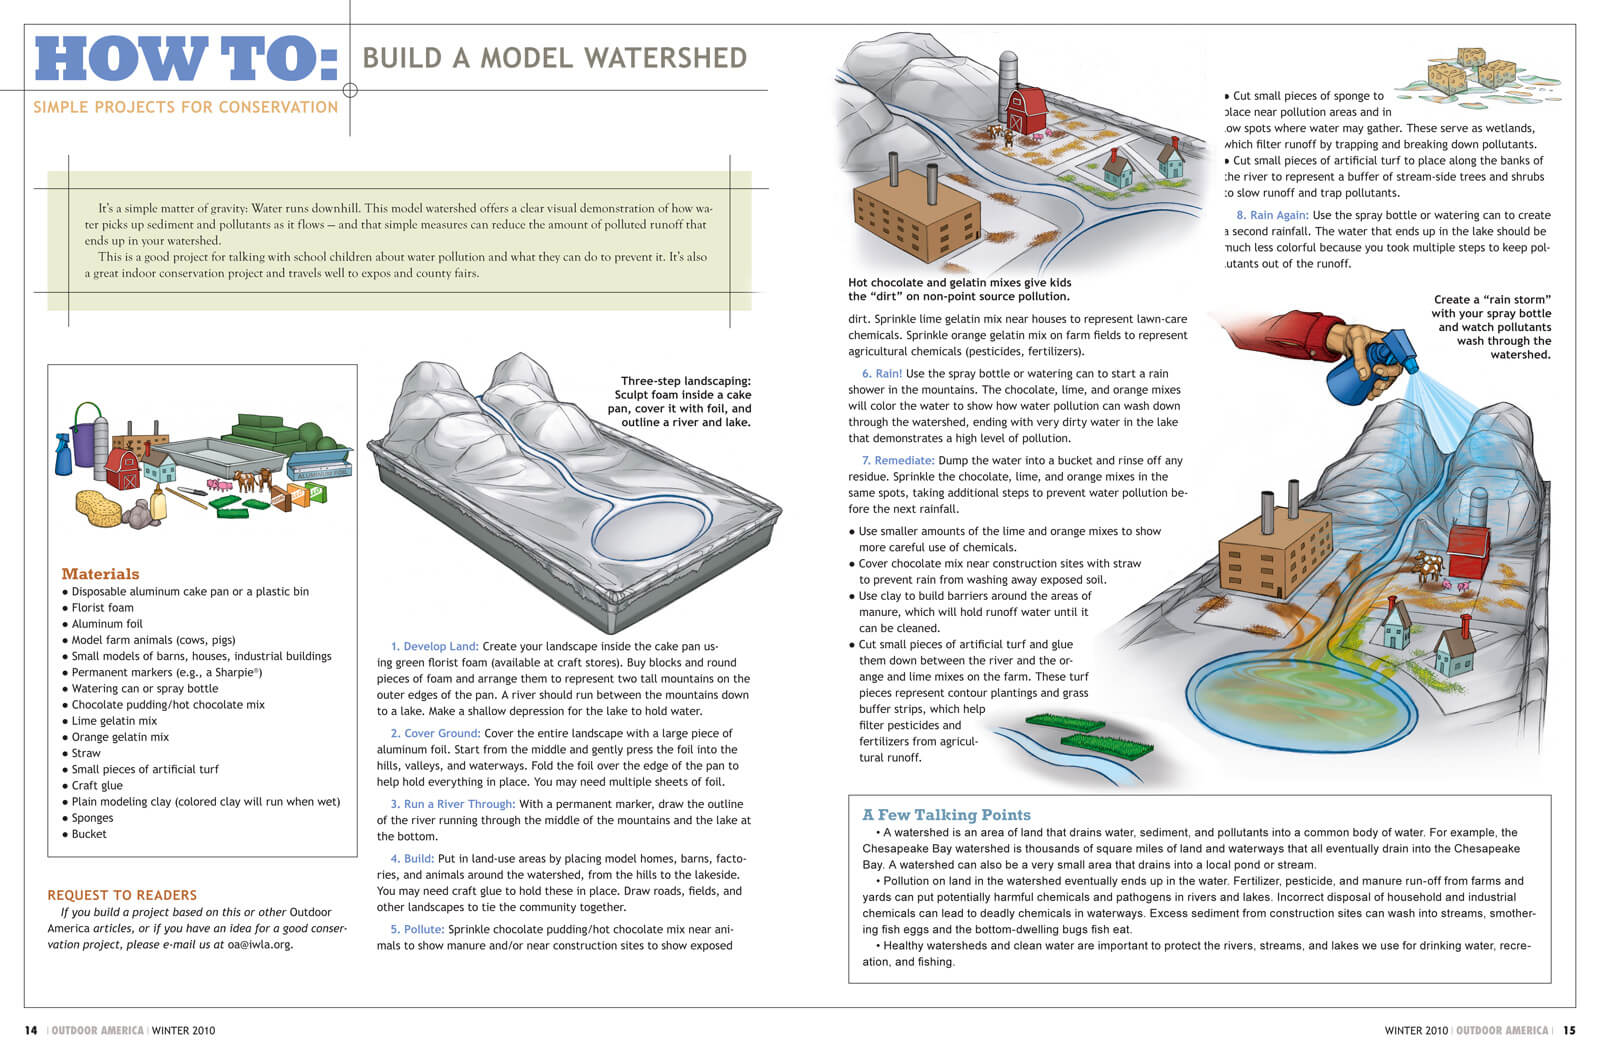 HOW TO:
BUILD A MODEL WATERSHED
SIMPLE PROJECTS FOR CONSERVATION
It's a simple matter of gravity: Water runs downhill. This model watershed offers a clear visual demonstration of how wa-
ter picks up sediment and pollutants as it flows — and that simple measures can reduce the amount of polluted runoff that
ends up in your watershed.
This is a good project for talking with school children about water pollution and what they can do to prevent it. It's also
a great indoor conservation project and travels well to expos and county fairs.
Materials
● Disposable aluminum cake pan or a plastic bin
● Florist foam
● Aluminum foil
● Model farm animals (cows, pigs)
● Small models of barns, houses, industrial buildings
● Permanent markers (e.g., a Sharpie®)
● Watering can or spray bottle
● Chocolate pudding/hot chocolate mix
● Lime gelatin mix
● Orange gelatin mix
● Straw
● Small pieces of artificial turf
● Craft glue
● Plain modeling clay (colored clay will run when wet)
● Sponges
● Bucket
REQUEST TO READERS
If you build a project based on this or other Outdoor
America articles, or if you have an idea for a good conser-
vation project, please e-mail us at oa@iwla.org.
Three-step landscaping:
Sculpt foam inside a cake
pan, cover it with foil, and
outline a river and lake.
1. Develop Land: Create your landscape inside the cake pan us-
ing green florist foam (available at craft stores). Buy blocks and round
pieces of foam and arrange them to represent two tall mountains on the
outer edges of the pan. A river should run between the mountains down
to a lake. Make a shallow depression for the lake to hold water.
2. Cover Ground: Cover the entire landscape with a large piece of
aluminum foil. Start from the middle and gently press the foil into the
hills, valleys, and waterways. Fold the foil over the edge of the pan to
help hold everything in place. You may need multiple sheets of foil.
3. Run a River Through: With a permanent marker, draw the outline
of the river running through the middle of the mountains and the lake at
the bottom.
4. Build: Put in land-use areas by placing model homes, barns, facto-
ries, and animals around the watershed, from the hills to the lakeside.
You may need craft glue to hold these in place. Draw roads, fields, and
other landscapes to tie the community together.
5. Pollute: Sprinkle chocolate pudding/hot chocolate mix near ani-
mals to show manure and/or near construction sites to show exposed
Hot chocolate and gelatin mixes give kids
the “dirt” on non-point source pollution.
dirt. Sprinkle lime gelatin mix near houses to represent lawn-care
chemicals. Sprinkle orange gelatin mix on farm fields to represent
agricultural chemicals (pesticides, fertilizers).
6. Rain! Use the spray bottle or watering can to start a rain
shower in the mountains. The chocolate, lime, and orange mixes
will color the water to show how water pollution can wash down
through the watershed, ending with very dirty water in the lake
that demonstrates a high level of pollution.
7. Remediate: Dump the water into a bucket and rinse off any
residue. Sprinkle the chocolate, lime, and orange mixes in the
same spots, taking additional steps to prevent water pollution be-
fore the next rainfall.
● Use smaller amounts of the lime and orange mixes to show
more careful use of chemicals.
● Cover chocolate mix near construction sites with straw
to prevent rain from washing away exposed soil.
● Use clay to build barriers around the areas of
manure, which will hold runoff water until it
can be cleaned.
● Cut small pieces of artificial turf and glue
them down between the river and the or-
ange and lime mixes on the farm. These turf
pieces represent contour plantings and grass
buffer strips, which help
filter pesticides and
fertilizers from agricul-
tural runoff.
● Cut small pieces of sponge to
place near pollution areas and in
low spots where water may gather. These serve as wetlands,
which filter runoff by trapping and breaking down pollutants.
● Cut small pieces of artificial turf to place along the banks of
the river to represent a buffer of stream-side trees and shrubs
to slow runoff and trap pollutants.
8. Rain Again: Use the spray bottle or watering can to create
a second rainfall. The water that ends up in the lake should be
much less colorful because you took multiple steps to keep pol-
lutants out of the runoff.
Create a “rain storm”
with your spray bottle
and watch pollutants
wash through the
watershed.
A Few Talking Points
• A watershed is an area of land that drains water, sediment, and pollutants into a common body of water. For example, the
Chesapeake Bay watershed is thousands of square miles of land and waterways that all eventually drain into the Chesapeake
Bay. A watershed can also be a very small area that drains into a local pond or stream.
• Pollution on land in the watershed eventually ends up in the water. Fertilizer, pesticide, and manure run-off from farms and
yards can put potentially harmful chemicals and pathogens in rivers and lakes. Incorrect disposal of household and industrial
chemicals can lead to deadly chemicals in waterways. Excess sediment from construction sites can wash into streams, smother-
ing fish eggs and the bottom-dwelling bugs fish eat.
• Healthy watersheds and clean water are important to protect the rivers, streams, and lakes we use for drinking water, recre-
ation, and fishing.
14 | OUTDOOR AMERICA | WINTER 2010
WINTER 2010 | OUTDOOR AMERICA | 15